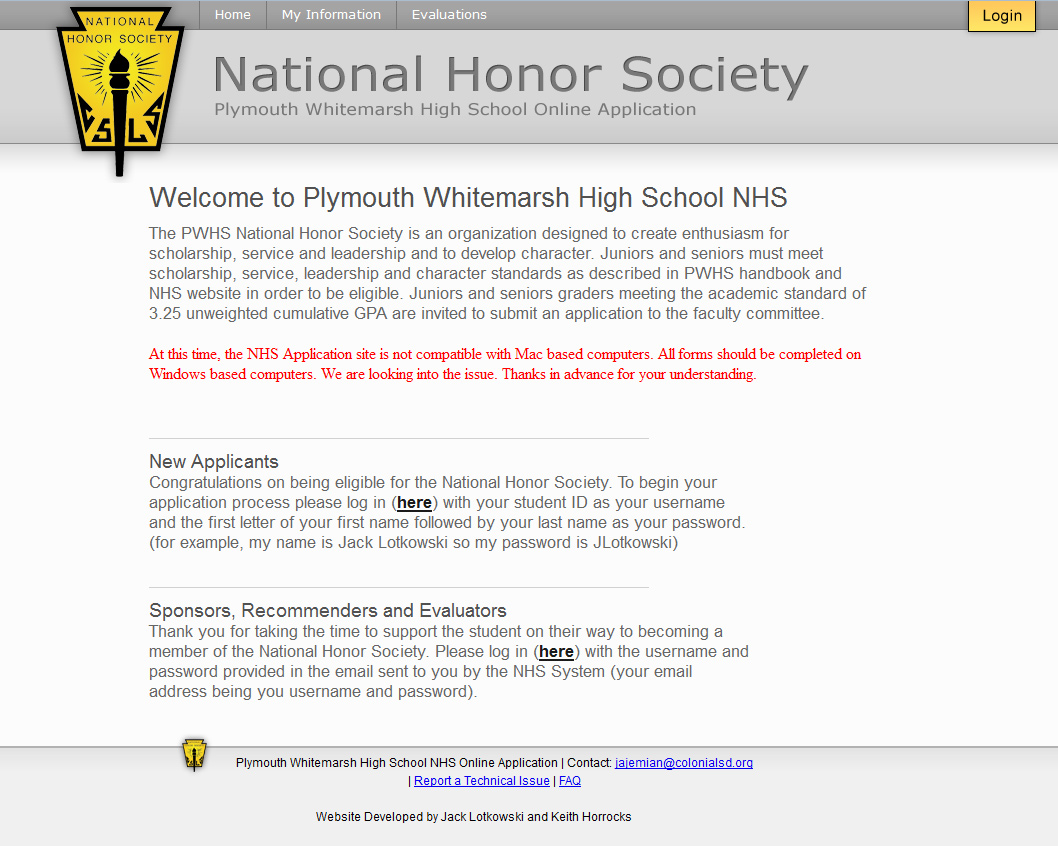 Home My Information Evaluations Login
NATIONAL
HONOR SOCIETY
National Honor Society
Plymouth Whitemarsh High School Online Application
C S L S
Welcome to Plymouth Whitemarsh High School NHS
The PWHS National Honor Society is an organization designed to create enthusiasm for
scholarship, service and leadership and to develop character. Juniors and seniors must meet
scholarship, service, leadership and character standards as described in PWHS handbook and
NHS website in order to be eligible. Juniors and seniors graders meeting the academic standard of
3.25 unweighted cumulative GPA are invited to submit an application to the faculty committee.
At this time, the NHS Application site is not compatible with Mac based computers. All forms should be completed on
Windows based computers. We are looking into the issue. Thanks in advance for your understanding.
New Applicants
Congratulations on being eligible for the National Honor Society. To begin your
application process please log in (here) with your student ID as your username
and the first letter of your first name followed by your last name as your password.
(for example, my name is Jack Lotkowski so my password is JLotkowski)
Sponsors, Recommenders and Evaluators
Thank you for taking the time to support the student on their way to becoming a
member of the National Honor Society. Please log in (here) with the username and
password provided in the email sent to you by the NHS System (your email
address being you username and password).
Plymouth Whitemarsh High School NHS Online Application | Contact: jajemian@colonialsd.org
| Report a Technical Issue | FAQ
Website Developed by Jack Lotkowski and Keith Horrocks